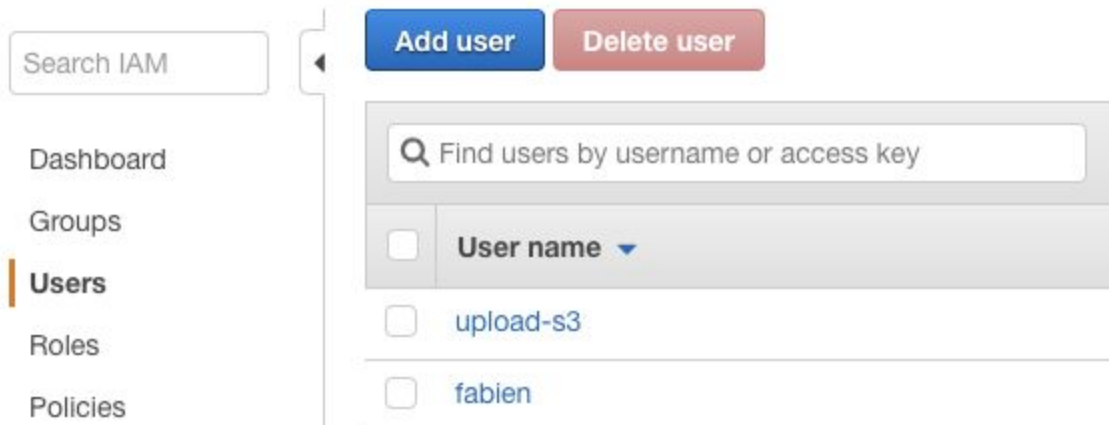 Search IAM
Dashboard
Groups
Users
Roles
Policies
Add user
Delete user
Find users by username or access key
User name
upload-s3
fabien